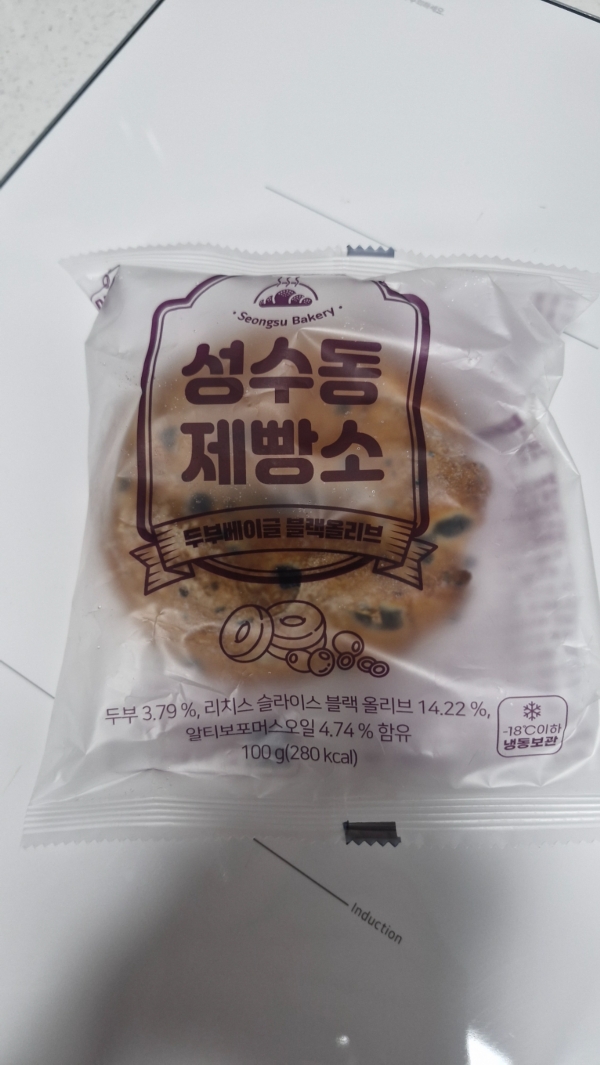 Seongsu Bakery
성수동
제빵소
두부베이글 블랙올리브
두부 3.79 %, 리치스 슬라이스 블랙 올리브 14.22 %,
알티보포머스오일 4.74 % 함유
100 g(280 kcal)
-18℃이하
냉동보관
Induction